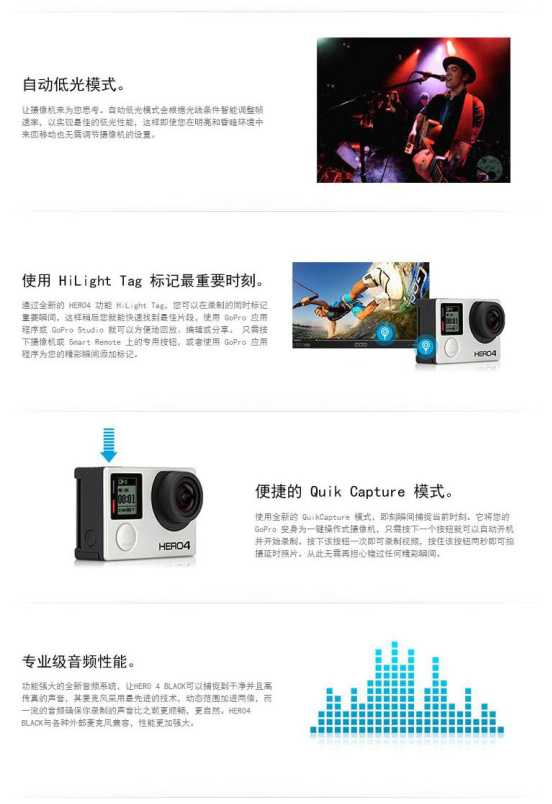 自动低光模式。
让摄像机来为您思考。自动低光模式会根据光线条件智能调整帧
速率，以实现最佳的低光性能，这样即使您在明亮和昏暗环境中
来回移动也无需调节摄像机的设置。
使用 HiLight Tag 标记最重要时刻。
通过全新的 HERO4 功能 HiLight Tag，您可以在录制的同时标记
重要瞬间，这样稍后您就能快速找到最佳片段，使用 GoPro 应用
程序或 GoPro Studio 就可以方便地回放、编辑或分享。 只需按
下摄像机或 Smart Remote 上的专用按钮，或者使用 GoPro 应用
程序为您的精彩瞬间添加标记。
HERO4
便捷的 Quik Capture 模式。
使用全新的 QuikCapture 模式，即刻瞬间捕捉当前时刻。它将您的
GoPro 变身为一键操作式摄像机，只需按下一个按钮就可以自动开机
并开始录制。按下该按钮一次即可录制视频，按住该按钮两秒即可拍
摄延时照片。从此无需再担心错过任何精彩瞬间。
HERO4
专业级音频性能。
功能强大的全新音频系统，让HERO 4 BLACK可以捕捉到干净并且高
传真的声音，其麦克风采用最先进的技术，动态范围加进两倍，而
一流的音频确保你录制的声音比之前更顺畅，更自然。HERO4
BLACK与各种外部麦克风兼容，性能更加强大。